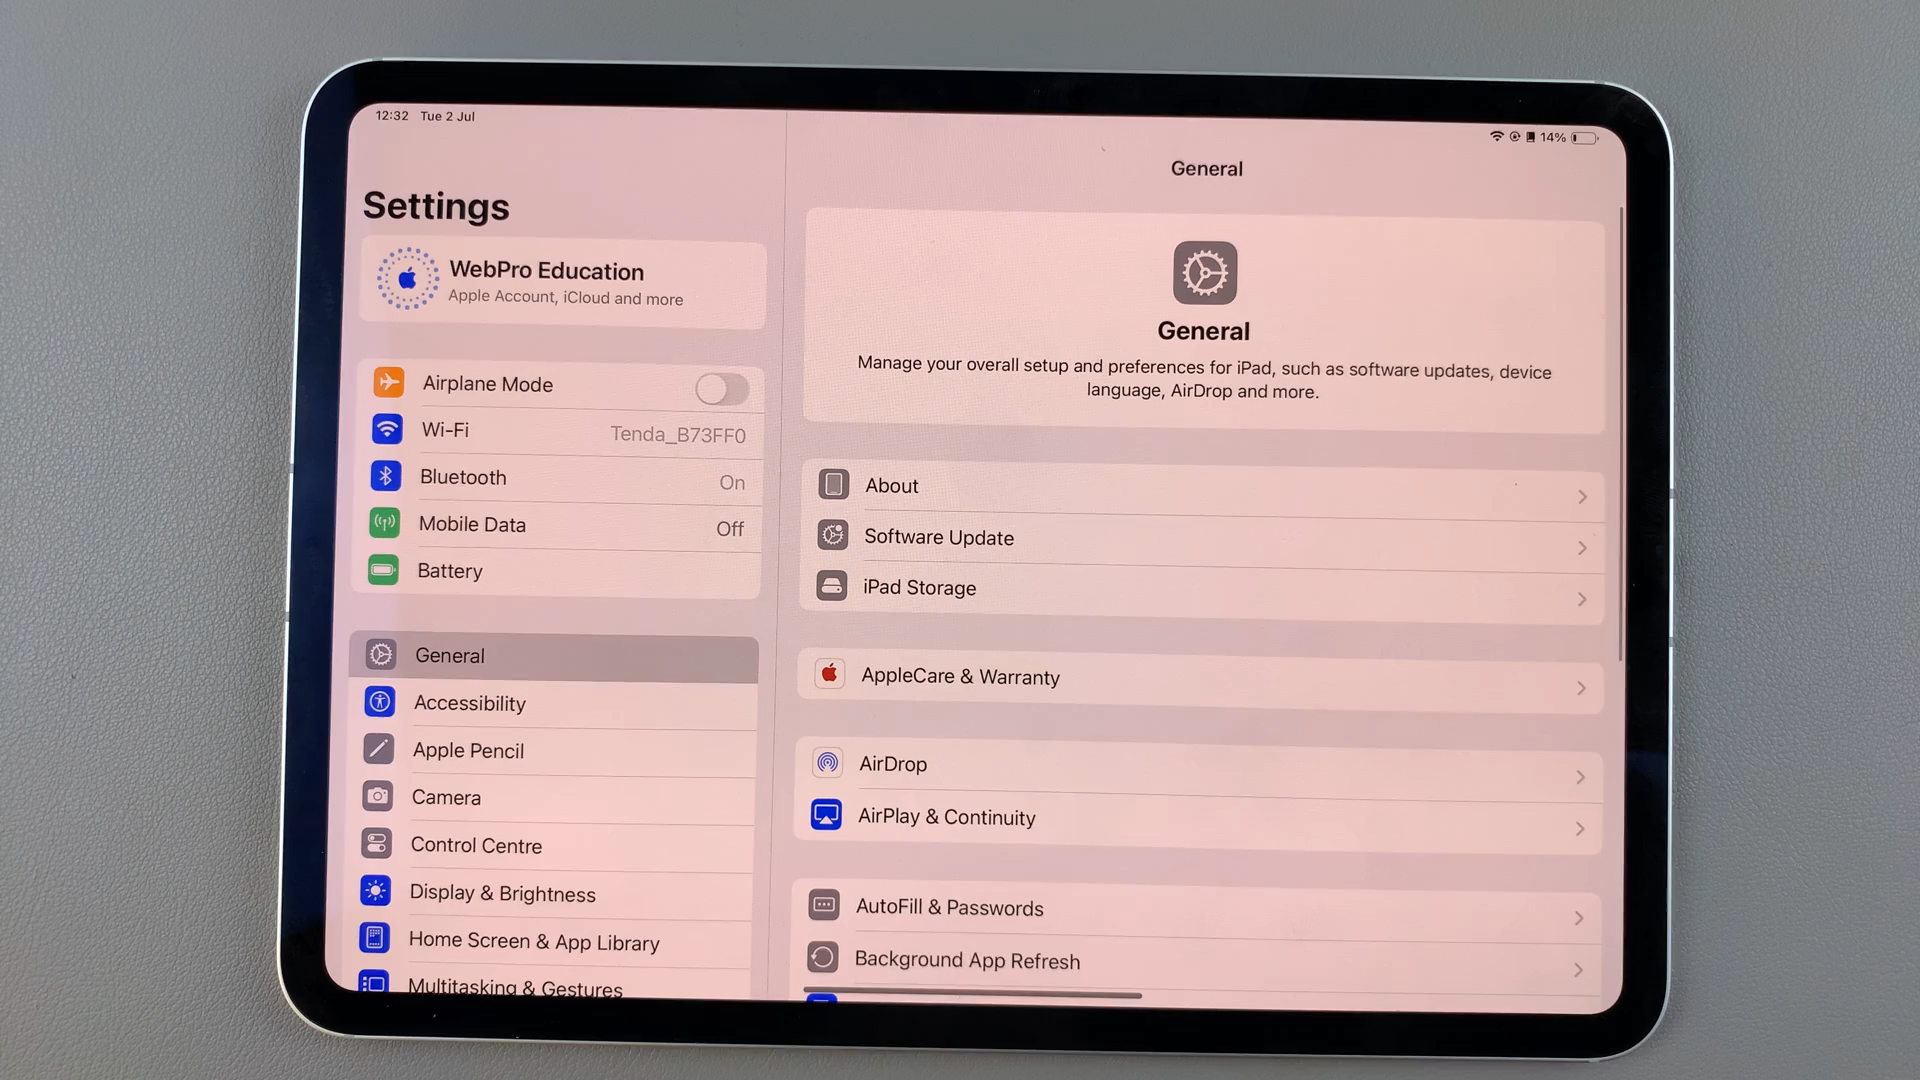 12:32 Tue 2 Jul
14%
Settings
WebPro Education
Apple Account, iCloud and more
Airplane Mode
Wi-Fi Tenda_B73FF0
Bluetooth On
Mobile Data Off
Battery
General
Accessibility
Apple Pencil
Camera
Control Centre
Display & Brightness
Home Screen & App Library
Multitasking & Gestures
General
General
Manage your overall setup and preferences for iPad, such as software updates, device
language, AirDrop and more.
About
Software Update
iPad Storage
AppleCare & Warranty
AirDrop
AirPlay & Continuity
AutoFill & Passwords
Background App Refresh